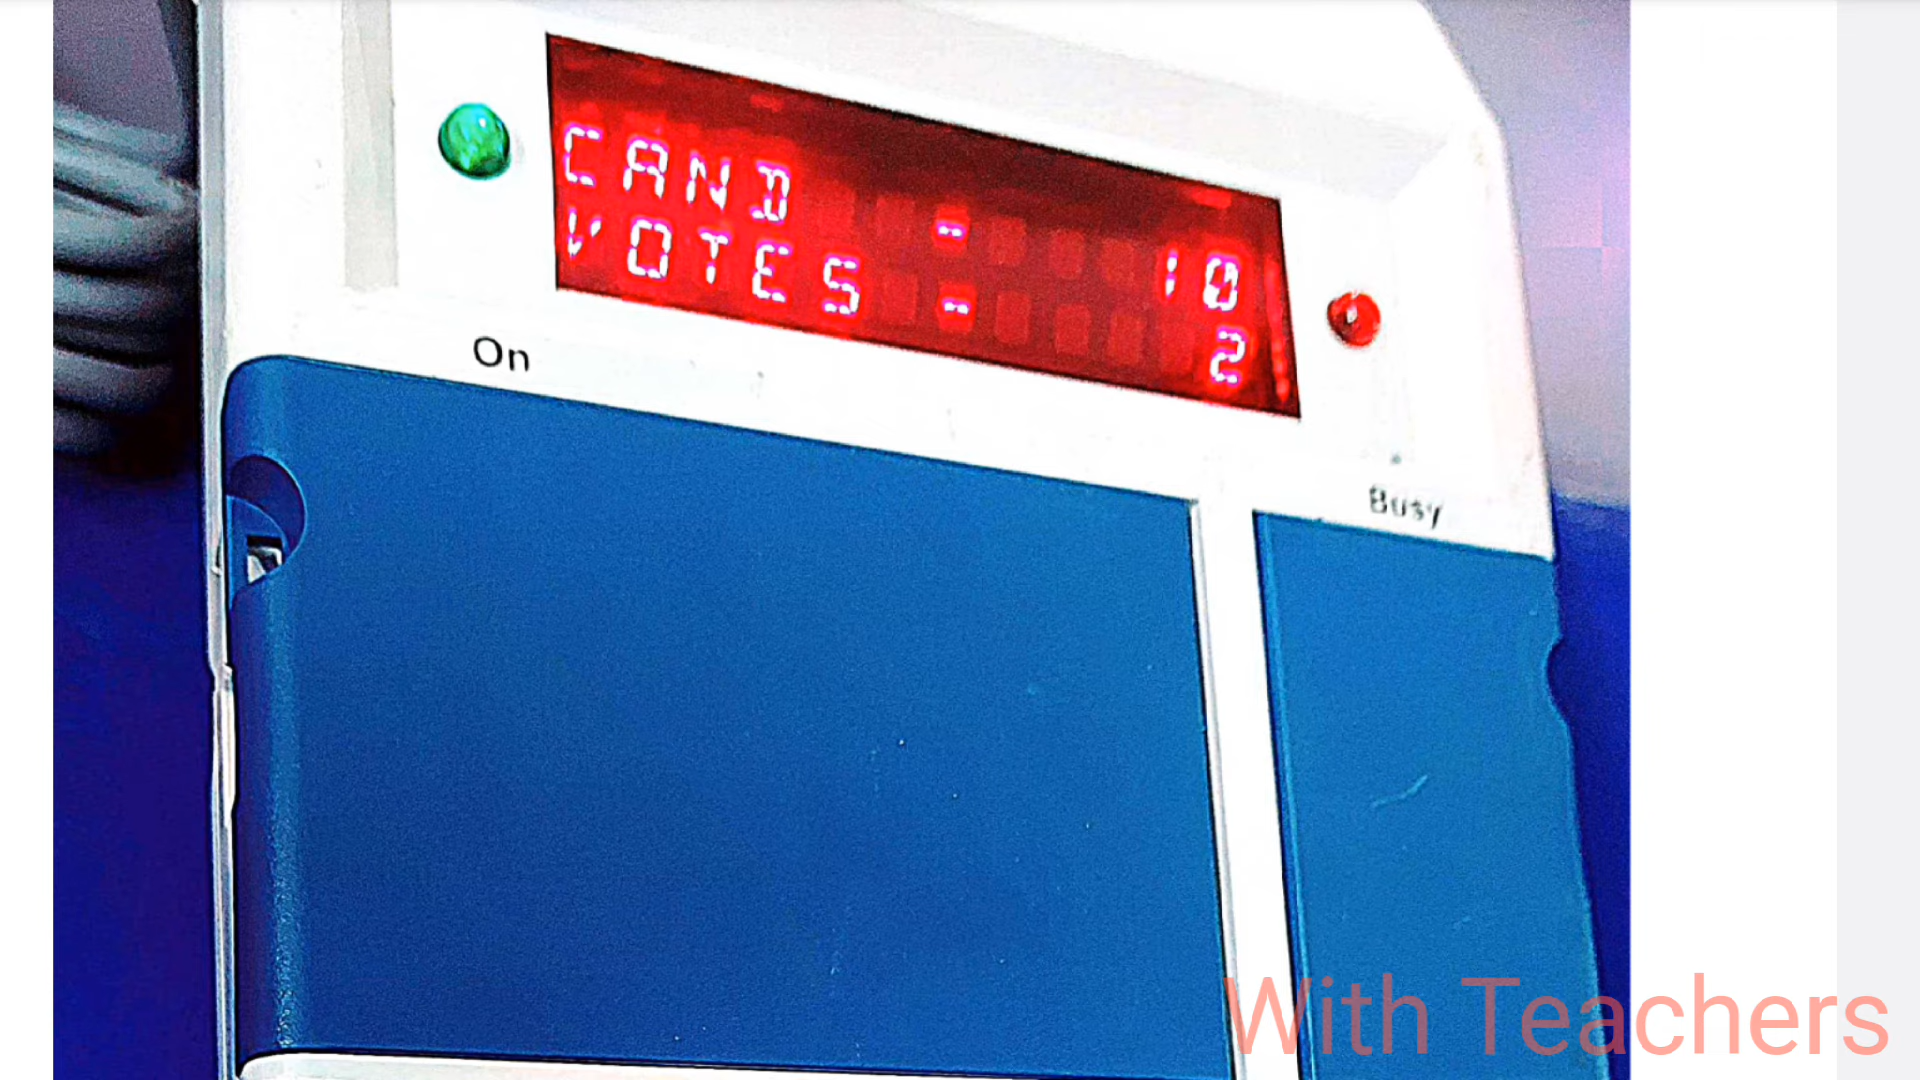 CAND - 10
VOTES - 2
On
Busy
With Teachers